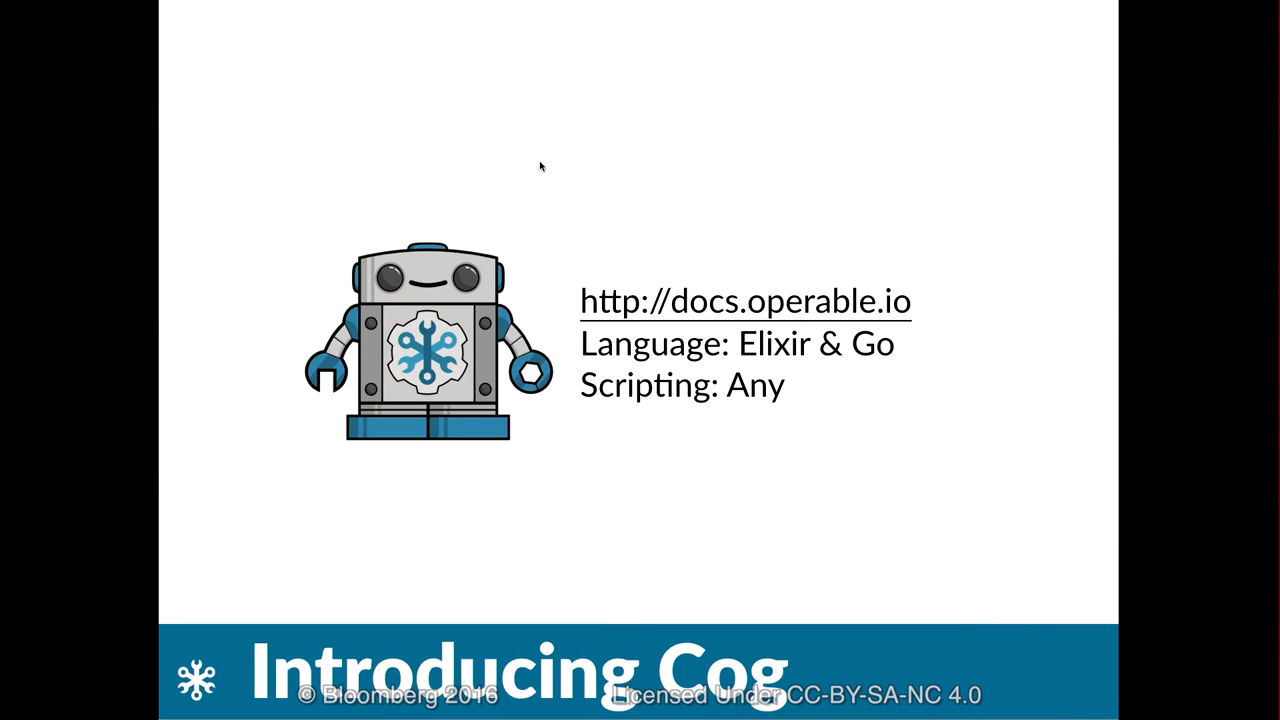 http://docs.operable.io
Language: Elixir & Go
Scripting: Any
Introducing Cog
© Bloomberg 2016
Licensed Under CC-BY-SA-NC 4.0